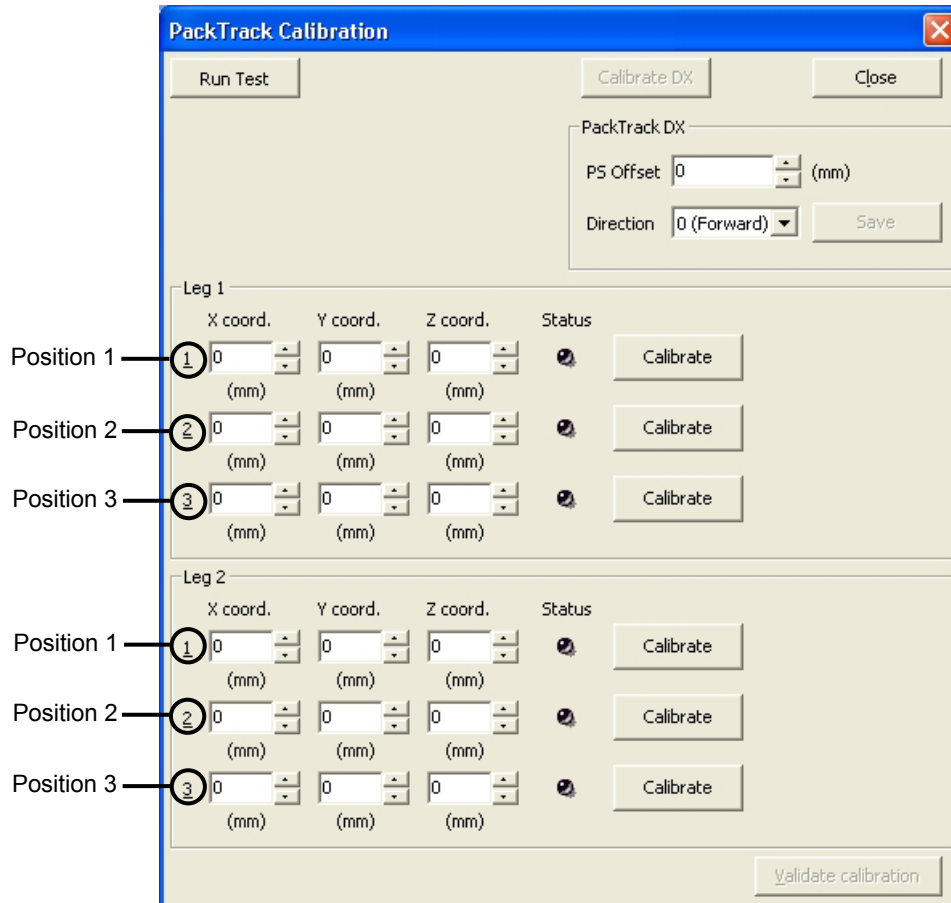 PackTrack Calibration
Run Test Calibrate DX Close
PackTrack DX
PS Offset 0 (mm)
Direction 0 (Forward) Save
Leg 1
X coord. Y coord. Z coord. Status
Position 1 1 0 0 0 Calibrate
(mm) (mm) (mm)
Position 2 2 0 0 0 Calibrate
(mm) (mm) (mm)
Position 3 3 0 0 0 Calibrate
(mm) (mm) (mm)
Leg 2
X coord. Y coord. Z coord. Status
Position 1 1 0 0 0 Calibrate
(mm) (mm) (mm)
Position 2 2 0 0 0 Calibrate
(mm) (mm) (mm)
Position 3 3 0 0 0 Calibrate
(mm) (mm) (mm)
Validate calibration